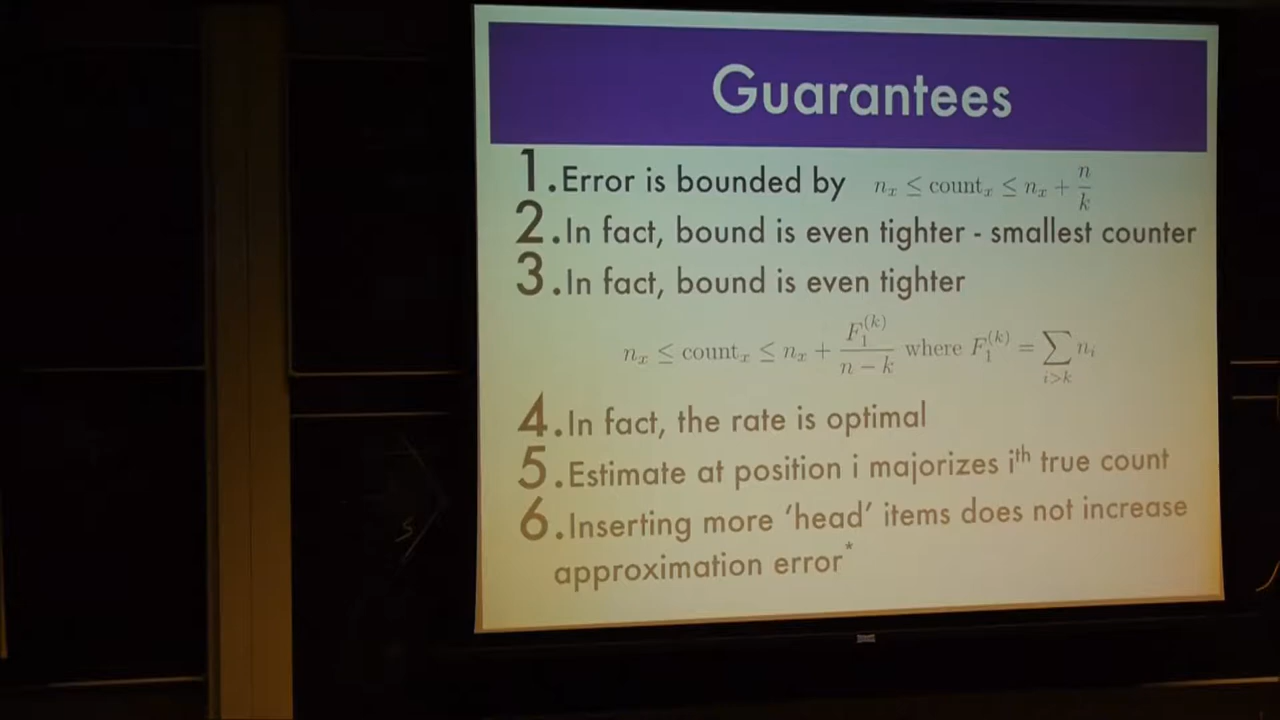 Guarantees
1. Error is bounded by n_x ≤ count_x ≤ n_x + n/k
2. In fact, bound is even tighter - smallest counter
3. In fact, bound is even tighter
n_x ≤ count_x ≤ n_x + F_1^(k)/(n − k) where F_1^(k) = ∑_{i>k} n_i
4. In fact, the rate is optimal
5. Estimate at position i majorizes i^th true count
6. Inserting more ‘head’ items does not increase
approximation error*